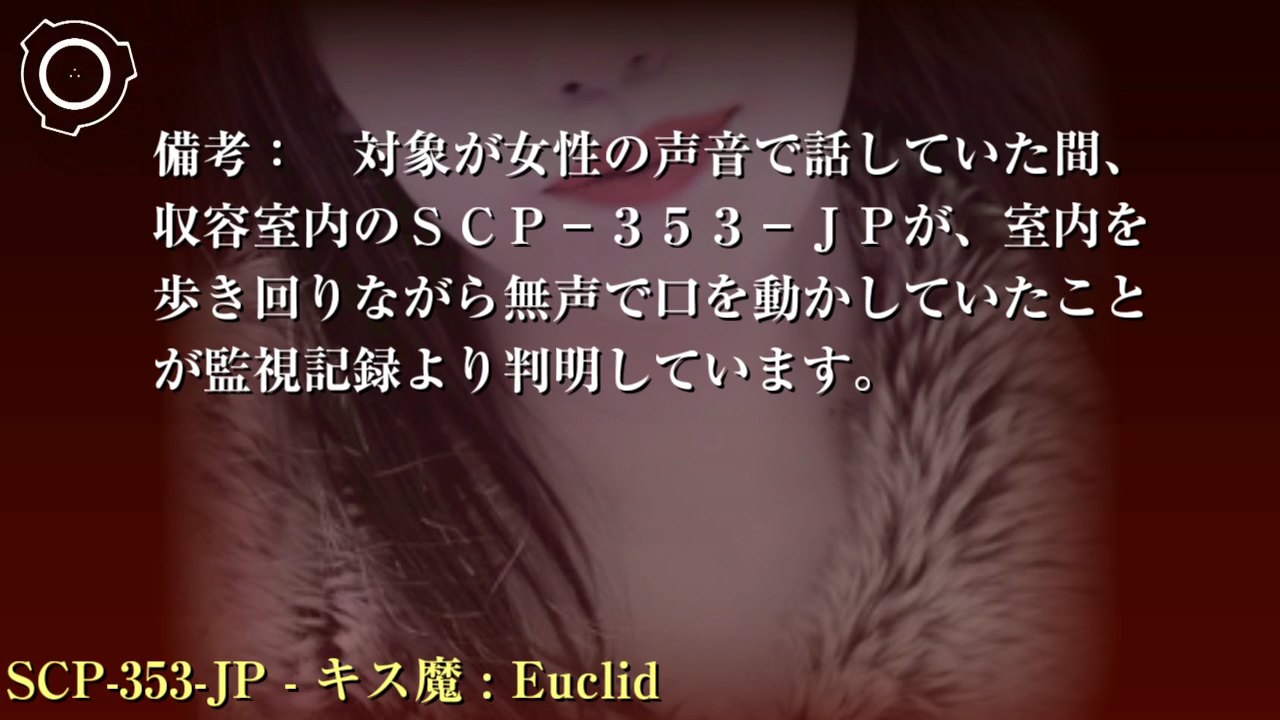 備考：　対象が女性の声音で話していた間、
収容室内のＳＣＰ－３５３－ＪＰが、室内を
歩き回りながら無声で口を動かしていたこと
が監視記録より判明しています。
SCP-353-JP - キス魔：Euclid